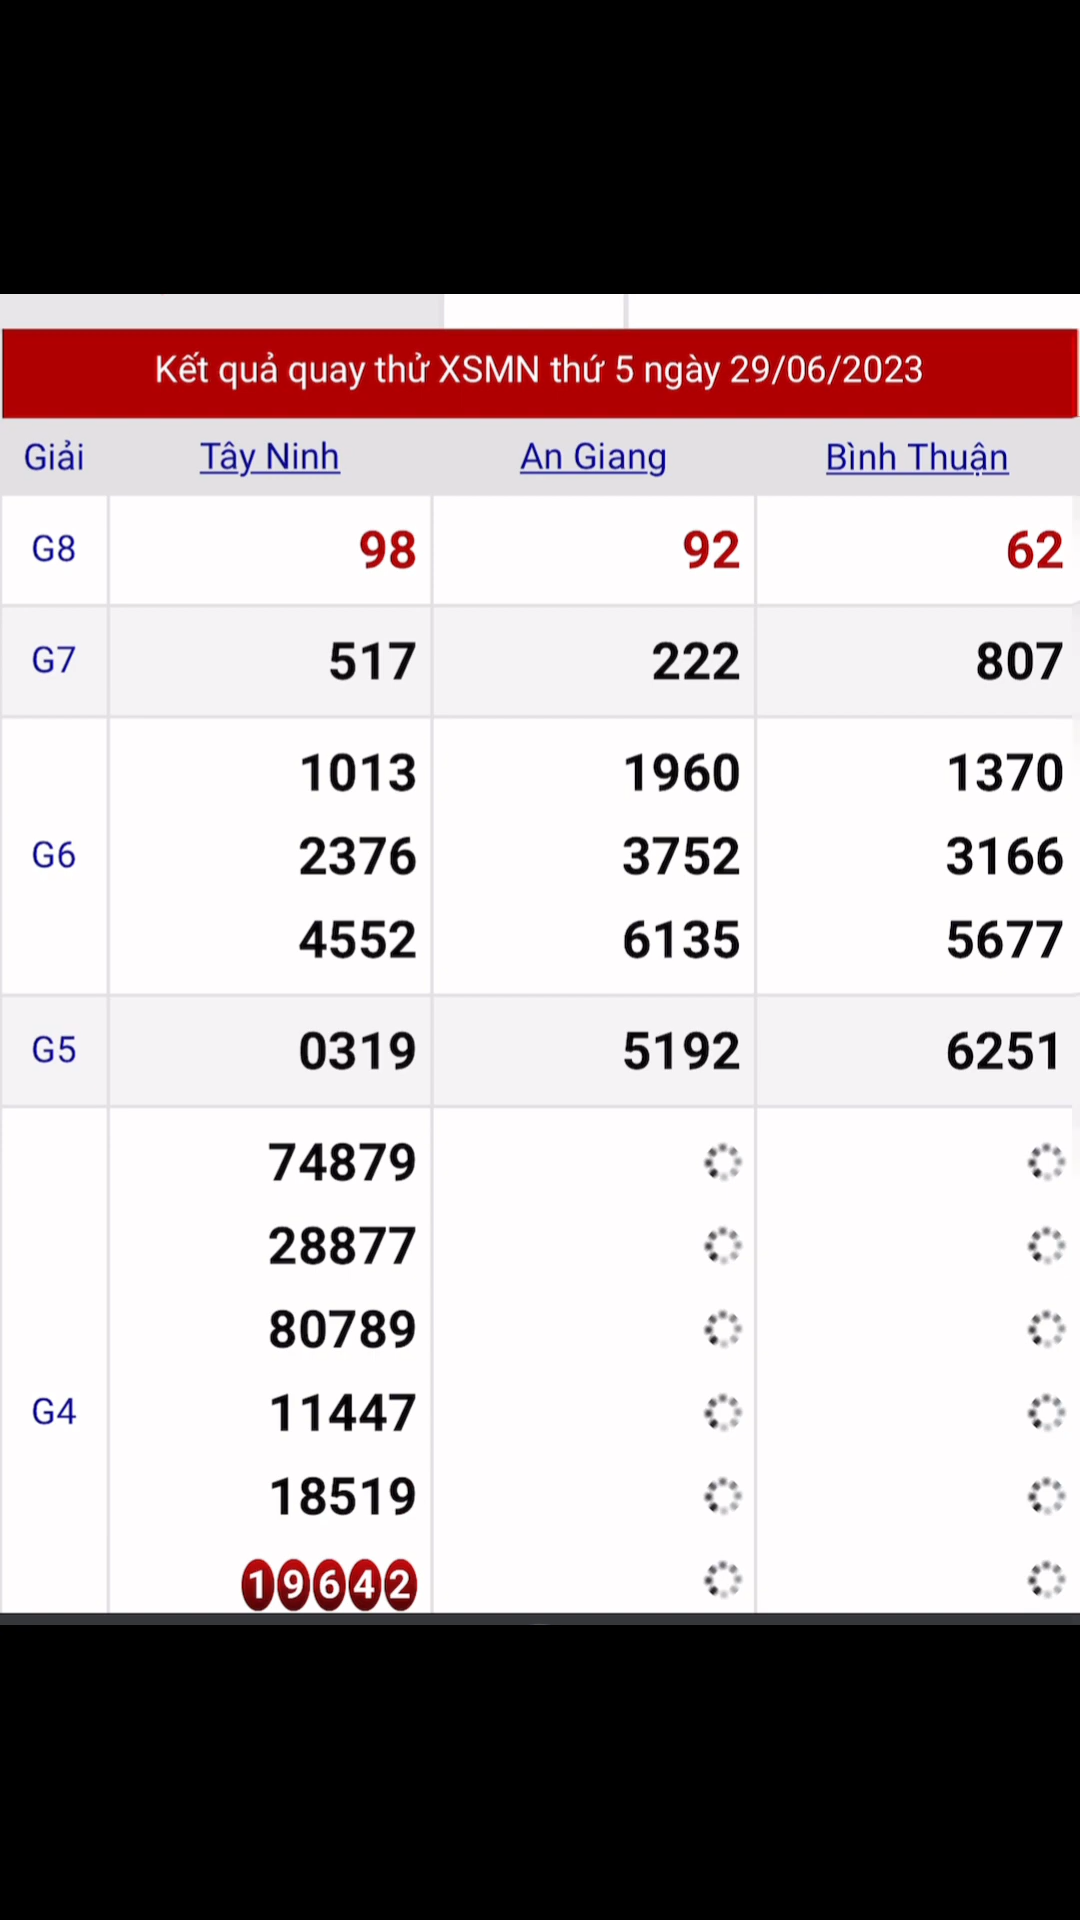 Kết quả quay thử XSMN thứ 5 ngày 29/06/2023
Giải Tây Ninh An Giang Bình Thuận
G8 98 92 62
G7 517 222 807
1013 1960 1370
G6 2376 3752 3166
4552 6135 5677
G5 0319 5192 6251
74879
28877
80789
G4 11447
18519
19642